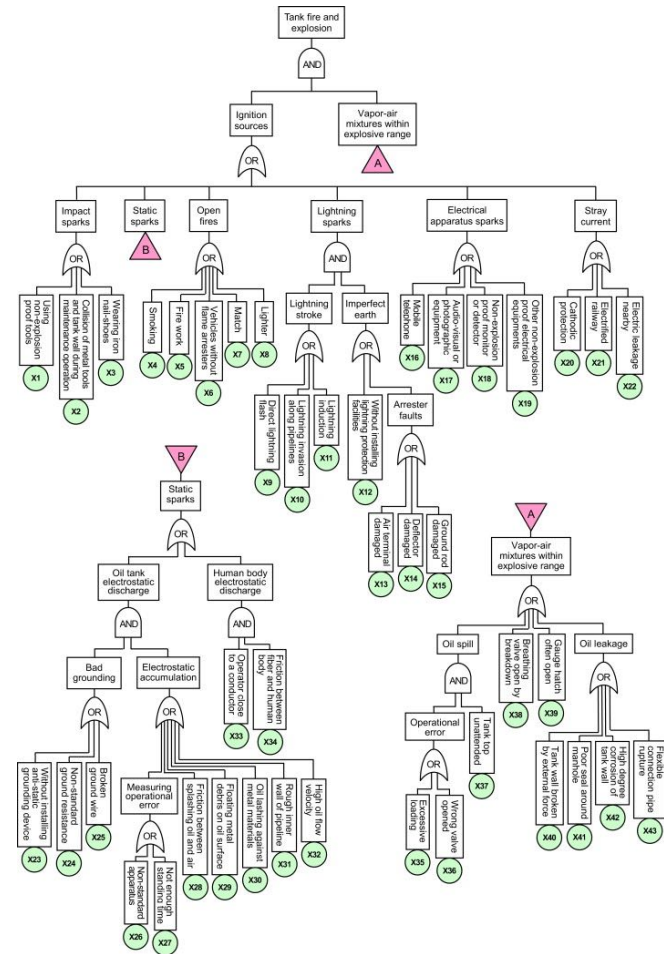 Tank fire and
explosion
AND
Ignition
sources
Vapor-air
mixtures within
explosive range
A
OR
Impact
sparks
Static
sparks
Open
fires
Lightning
sparks
Electrical
apparatus sparks
Stray
current
OR
B
OR
AND
OR
OR
Using
non-explosion
proof tools
X1
Collision of metal tools
and tank wall during
maintenance operation
X2
Wearing iron
nail-shoes
X3
Smoking
X4
Fire work
X5
Vehicles without
flame arresters
X6
Match
X7
Lighter
X8
Lightning
stroke
Imperfect
earth
OR
OR
Direct lightning
flash
X9
Lightning invasion
along pipelines
X10
Lightning
induction
X11
Without installing
lightning protection
facilities
X12
Arrester
faults
OR
Air terminal
damaged
X13
Deflector
damaged
X14
Ground rod
damaged
X15
Mobile
telephone
X16
Audio-visual or
photographic
equipment
X17
Non-explosion
proof monitor
or detector
X18
Other non-explosion
proof electrical
equipments
X19
Cathodic
protection
X20
Electrified
railway
X21
Electric leakage
nearby
X22
B
Static
sparks
OR
Oil tank
electrostatic
discharge
Human body
electrostatic
discharge
AND
AND
Bad
grounding
Electrostatic
accumulation
OR
OR
Without installing
anti-static
grounding device
X23
Non-standard
ground resistance
X24
Broken
ground wire
X25
Measuring
operational
error
OR
Non-standard
apparatus
X26
Not enough
standing time
X27
Friction between
splashing oil and air
X28
Floating metal
debris on oil surface
X29
Oil lashing against
metal materials
X30
Rough inner
wall of pipeline
X31
High oil flow
velocity
X32
Operator close
to a conductor
X33
Friction between
fiber and human
body
X34
A
Vapor-air
mixtures within
explosive range
OR
Oil spill
Oil leakage
AND
OR
Operational
error
OR
Excessive
loading
X35
Wrong valve
opened
X36
Tank top
unattended
X37
Breathing
valve open by
breakdown
X38
Gauge hatch
often open
X39
Tank wall broken
by external force
X40
Poor seal around
manhole
X41
High degree
corrosion of
tank wall
X42
Flexible
connection pipe
rupture
X43